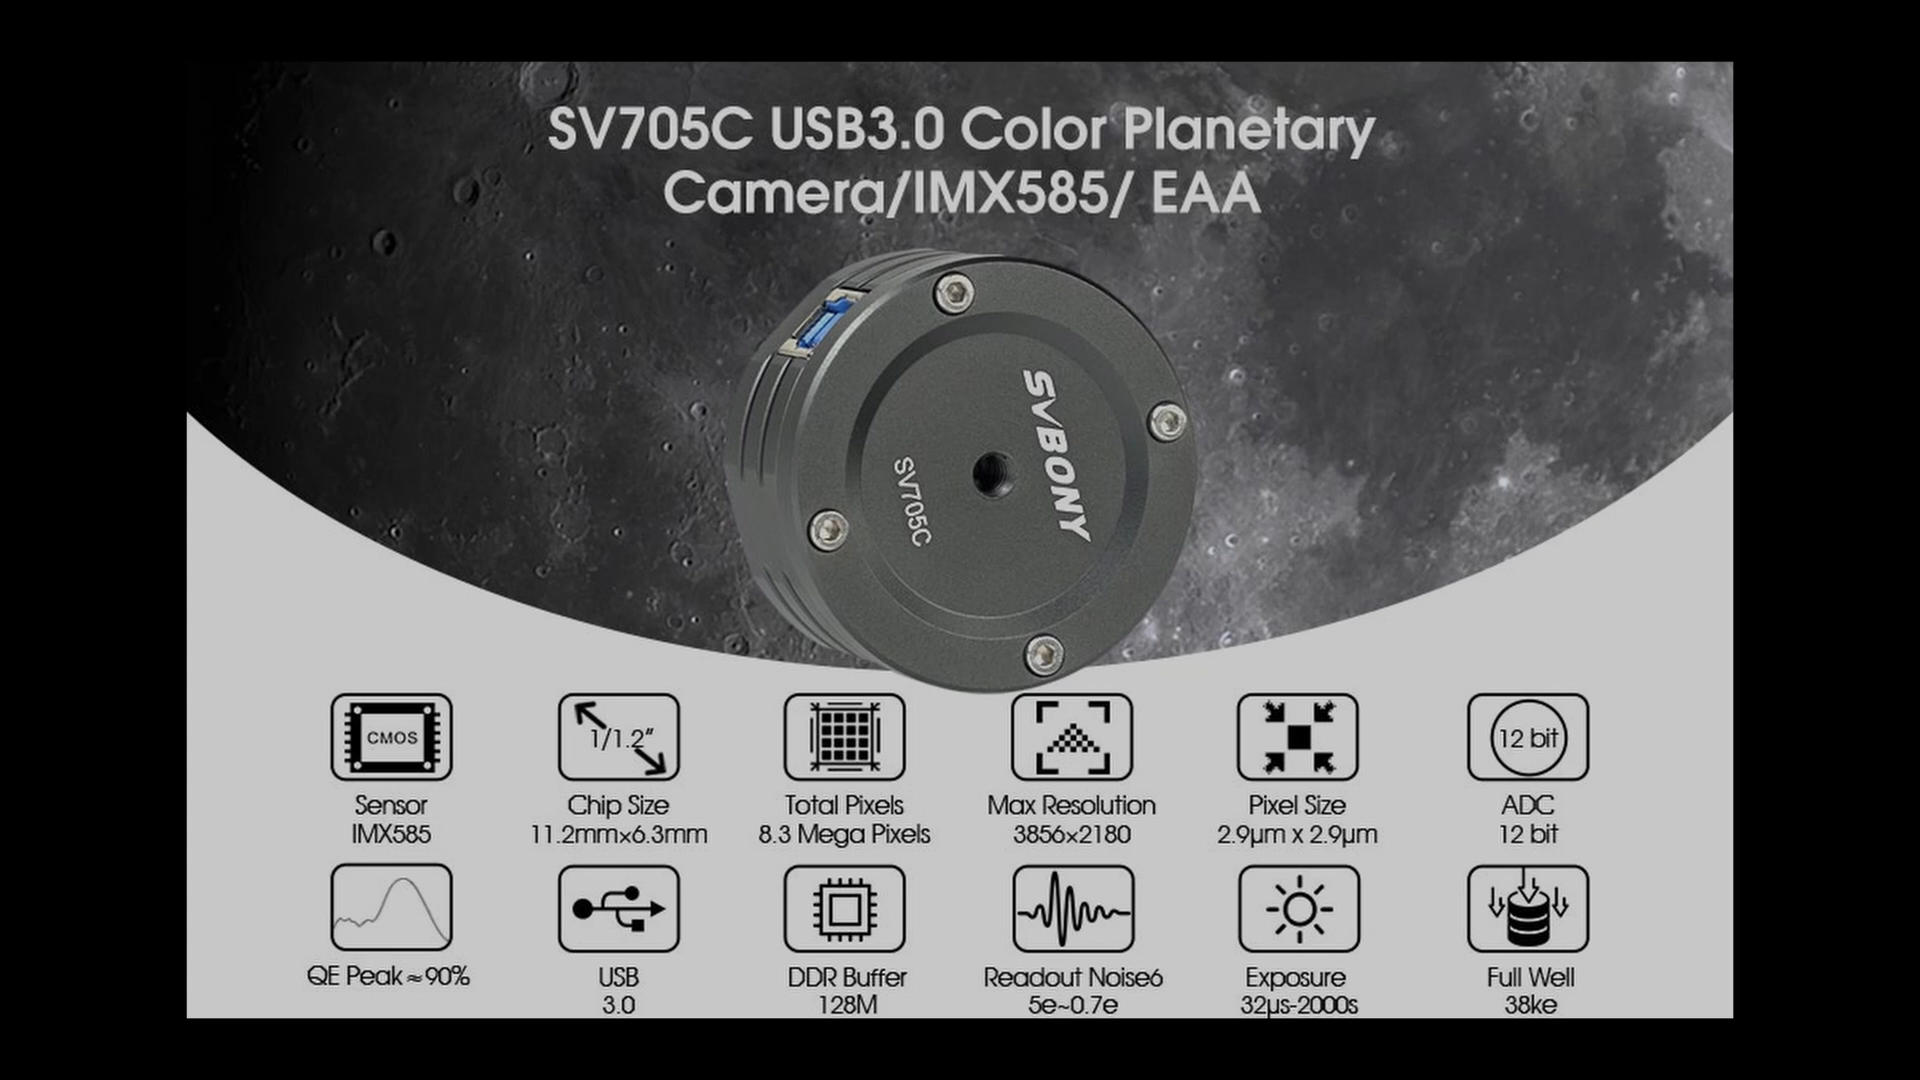 SV705C USB3.0 Color Planetary
Camera/IMX585/ EAA
SVBONY
SV705C
CMOS
1/1.2"
12 bit
Sensor
IMX585
Chip Size
11.2mm×6.3mm
Total Pixels
8.3 Mega Pixels
Max Resolution
3856×2180
Pixel Size
2.9μm x 2.9μm
ADC
12 bit
QE Peak≈90%
USB
3.0
DDR Buffer
128M
Readout Noise6
5e~0.7e
Exposure
32μs-2000s
Full Well
38ke